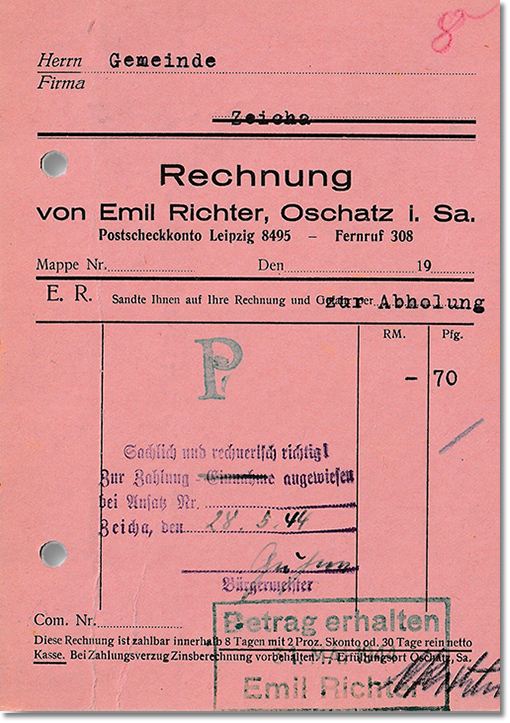 8
Herrn Gemeinde
Firma
Zeicha
Rechnung
von Emil Richter, Oschatz i. Sa.
Postscheckkonto Leipzig 8495 – Fernruf 308
Mappe Nr. Den 19
E. R. Sandte Ihnen auf Ihre Rechnung und Gefahr per zur Abholung
RM. Pfg.
P
- 70
Sachlich und rechnerisch richtig!
Zur Zahlung Einnahme angewiesen
bei Ansatz Nr.
Zeicha, den 28. 5. 44
Bürgermeister
Com. Nr.
Betrag erhalten
Diese Rechnung ist zahlbar innerhalb 8 Tagen mit 2 Proz. Skonto od. 30 Tage rein netto
Kasse. Bei Zahlungsverzug Zinsberechnung vorbehalten. Erfüllungsort Oschatz, Sa.
Emil Richter